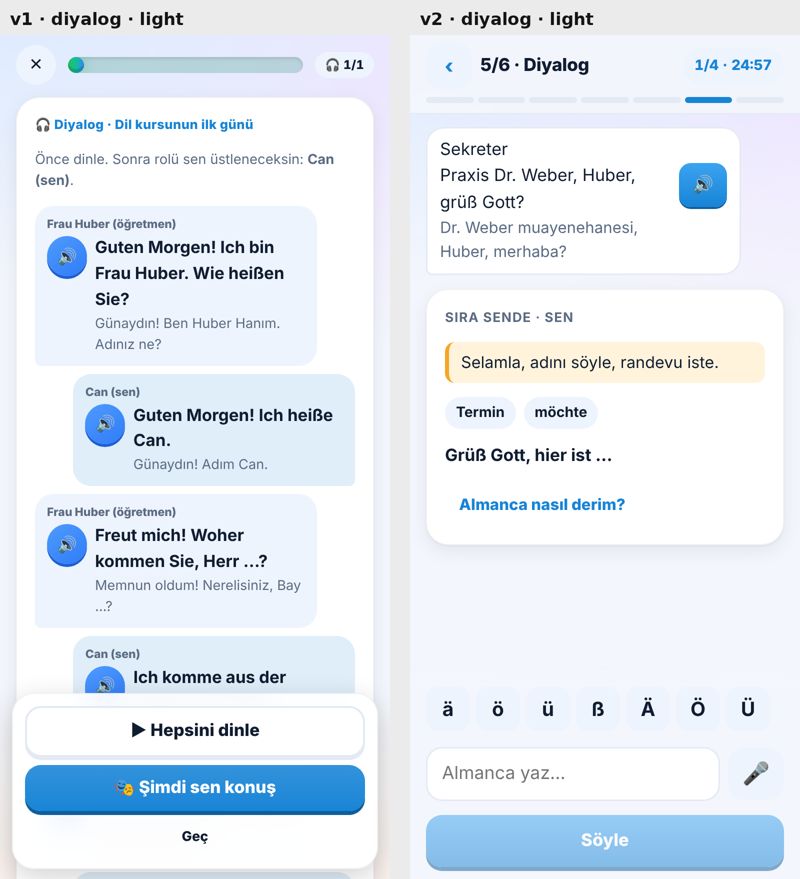 v1 · diyalog · light
✕
🎧 1/1
🎧 Diyalog · Dil kursunun ilk günü
Önce dinle. Sonra rolü sen üstleneceksin: Can
(sen).
Frau Huber (öğretmen)
Guten Morgen! Ich bin
Frau Huber. Wie heißen
Sie?
Günaydın! Ben Huber Hanım.
Adınız ne?
Can (sen)
Guten Morgen! Ich heiße
Can.
Günaydın! Adım Can.
Frau Huber (öğretmen)
Freut mich! Woher
kommen Sie, Herr …?
Memnun oldum! Nerelisiniz, Bay
…?
Can (sen)
Ich komme aus der
▶ Hepsini dinle
🎭 Şimdi sen konuş
Geç
v2 · diyalog · light
‹ 5/6 · Diyalog
1/4 · 24:57
Sekreter
Praxis Dr. Weber, Huber,
grüß Gott?
Dr. Weber muayenehanesi,
Huber, merhaba?
SIRA SENDE · SEN
Selamla, adını söyle, randevu iste.
Termin möchte
Grüß Gott, hier ist …
Almanca nasıl derim?
ä ö ü ß Ä Ö Ü
Almanca yaz…
Söyle